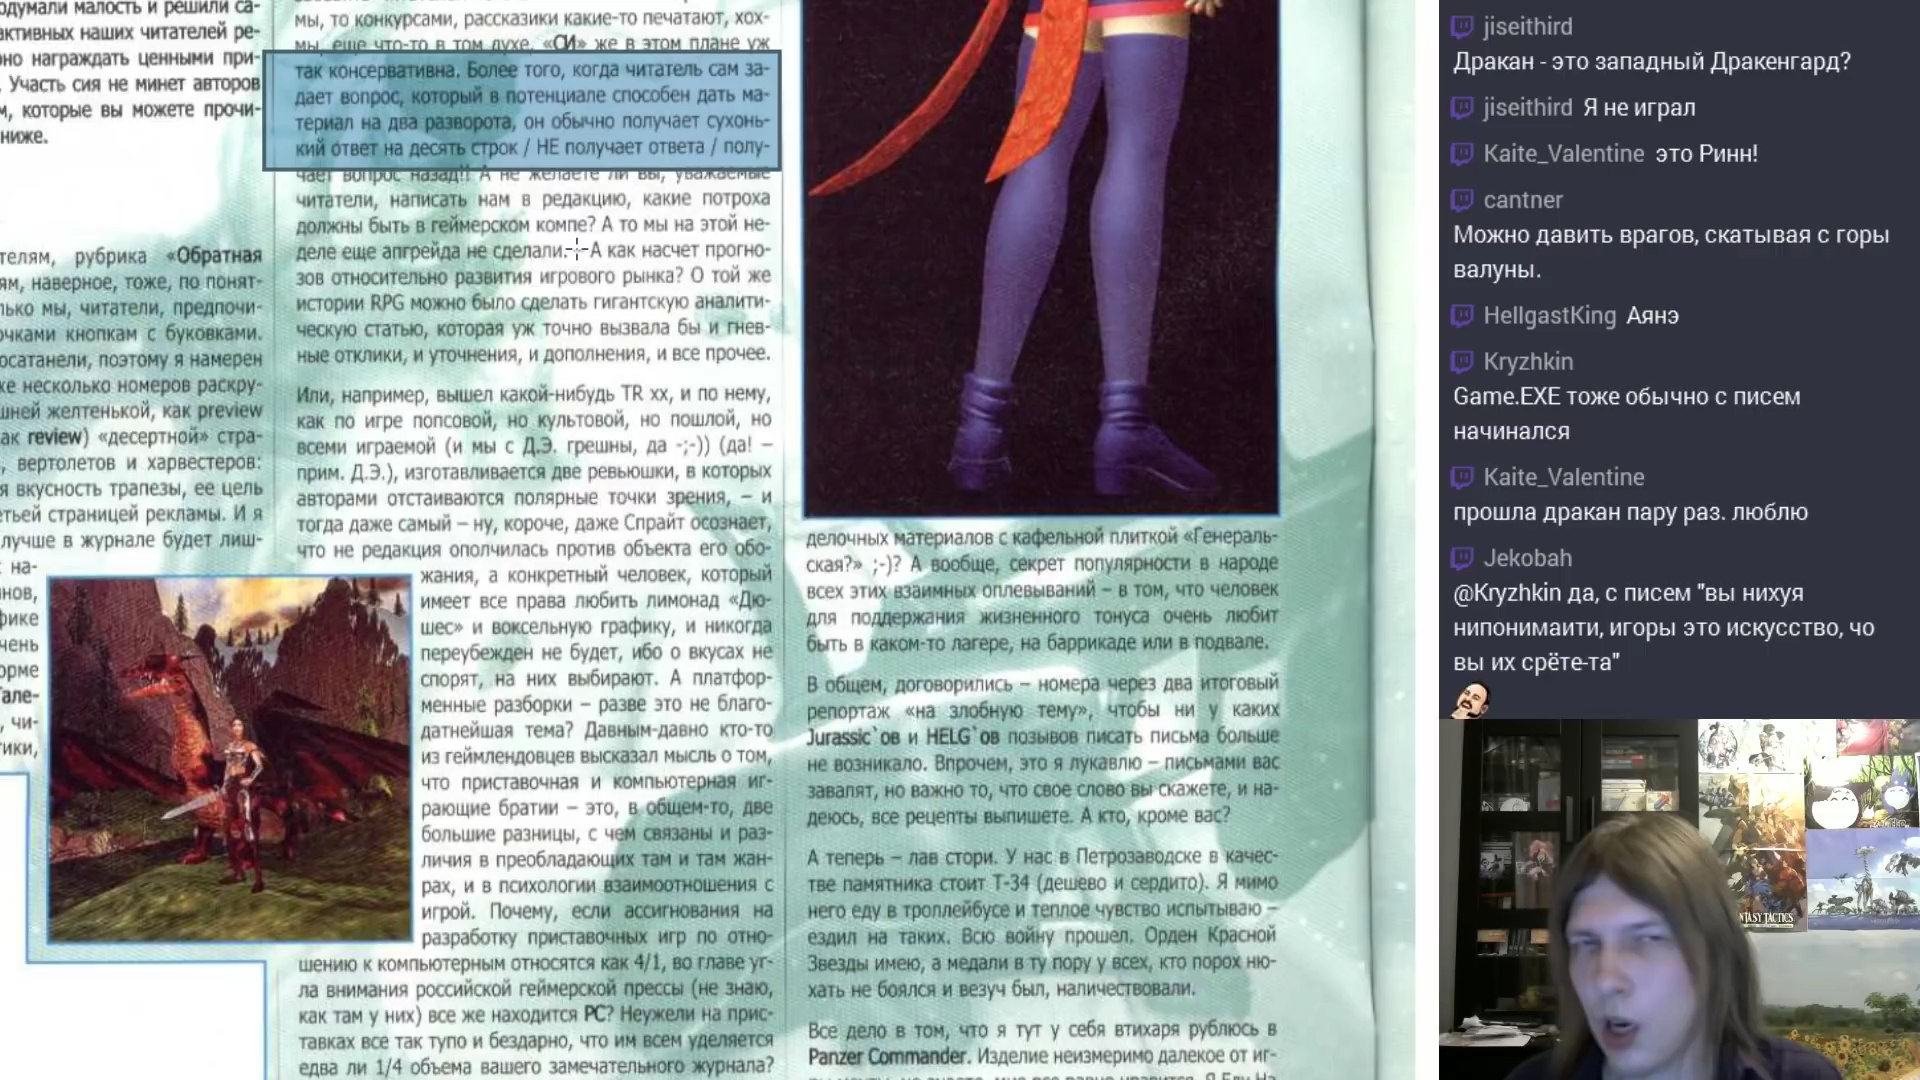 одумали малость и решили са-
активных наших читателей ре-
но награждать ценными при-
. Участь сия не минет авторов
м, которые вы можете прочи-
ниже.
телям, рубрика «Обратная
ям, наверное, тоже, по понят-
лько мы, читатели, предпочи-
очками кнопкам с буковками.
осатанели, поэтому я намерен
же несколько номеров раскру-
шней желтенькой, как preview
ак review) «десертной» стра-
, вертолетов и харвестеров:
я вкусность трапезы, ее цель
етьей страницей рекламы. И я
лучше в журнале будет лиш-
на-
нов,
фике
чень
орме
Гале-
, чи-
тики,
мы, то конкурсами, рассказики какие-то печатают, хох-
мы, еще что-то в том духе. «СИ» же в этом плане уж
так консервативна. Более того, когда читатель сам за-
дает вопрос, который в потенциале способен дать ма-
териал на два разворота, он обычно получает сухонь-
кий ответ на десять строк / НЕ получает ответа / полу-
чает вопрос назад!! А не желаете ли вы, уважаемые
читатели, написать нам в редакцию, какие потроха
должны быть в геймерском компе? А то мы на этой не-
деле еще апгрейда не сделали. А как насчет прогно-
зов относительно развития игрового рынка? О той же
истории RPG можно было сделать гигантскую аналити-
ческую статью, которая уж точно вызвала бы и гнев-
ные отклики, и уточнения, и дополнения, и все прочее.
Или, например, вышел какой-нибудь TR xx, и по нему,
как по игре попсовой, но культовой, но пошлой, но
всеми играемой (и мы с Д.Э. грешны, да -;-)) (да! –
прим. Д.Э.), изготавливается две ревьюшки, в которых
авторами отстаиваются полярные точки зрения, – и
тогда даже самый – ну, короче, даже Спрайт осознает,
что не редакция ополчилась против объекта его обо-
жания, а конкретный человек, который
имеет все права любить лимонад «Дю-
шес» и воксельную графику, и никогда
переубежден не будет, ибо о вкусах не
спорят, на них выбирают. А платфор-
менные разборки – разве это не благо-
датнейшая тема? Давным-давно кто-то
из геймлендовцев высказал мысль о том,
что приставочная и компьютерная иг-
рающие братии – это, в общем-то, две
большие разницы, с чем связаны и раз-
личия в преобладающих там и там жан-
рах, и в психологии взаимоотношения с
игрой. Почему, если ассигнования на
разработку приставочных игр по отно-
шению к компьютерным относятся как 4/1, во главе уг-
ла внимания российской геймерской прессы (не знаю,
как там у них) все же находится PC? Неужели на прис-
тавках все так тупо и бездарно, что им всем уделяется
едва ли 1/4 объема вашего замечательного журнала?
делочных материалов с кафельной плиткой «Генераль-
ская?» ;-)? А вообще, секрет популярности в народе
всех этих взаимных оплевываний – в том, что человек
для поддержания жизненного тонуса очень любит
быть в каком-то лагере, на баррикаде или в подвале.
В общем, договорились – номера через два итоговый
репортаж «на злобную тему», чтобы ни у каких
Jurassic`ов и HELG`ов позывов писать письма больше
не возникало. Впрочем, это я лукавлю – письмами вас
завалят, но важно то, что свое слово вы скажете, и на-
деюсь, все рецепты выпишете. А кто, кроме вас?
А теперь – лав стори. У нас в Петрозаводске в качес-
тве памятника стоит Т-34 (дешево и сердито). Я мимо
него еду в троллейбусе и теплое чувство испытываю –
ездил на таких. Всю войну прошел. Орден Красной
Звезды имею, а медали в ту пору у всех, кто порох ню-
хать не боялся и везуч был, наличествовали.
Все дело в том, что я тут у себя втихаря рублюсь в
Panzer Commander. Изделие неизмеримо далекое от иг-
jiseithird
Дракан - это западный Дракенгард?
jiseithird Я не играл
Kaite_Valentine это Ринн!
cantner
Можно давить врагов, скатывая с горы
валуны.
HellgastKing Аянэ
Kryzhkin
Game.EXE тоже обычно с писем
начинался
Kaite_Valentine
прошла дракан пару раз. люблю
Jekobah
@Kryzhkin да, с писем "вы нихуя
нипонимаити, игоры это искусство, чо
вы их срёте-та"
NTASY TACTICS